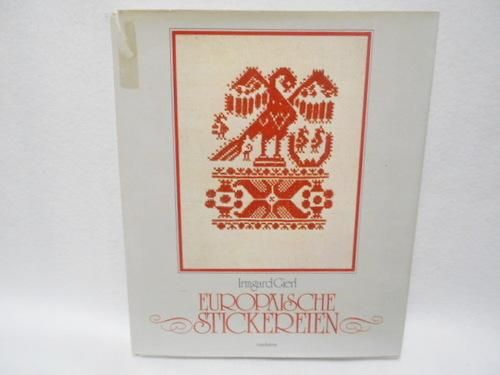 Irmgard Gierl
EUROPÄISCHE
STICKEREIEN